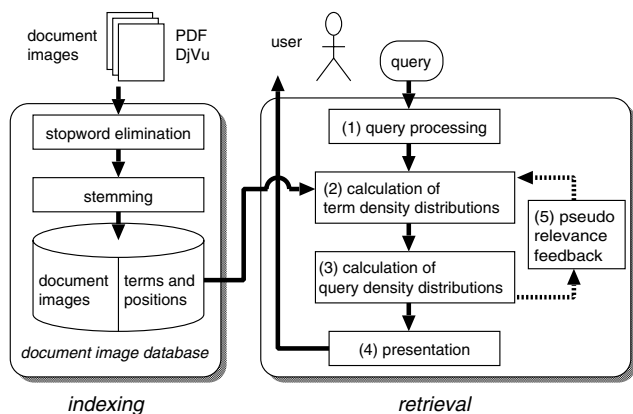 document
images
PDF
DjVu
stopword elimination
stemming
document
images
terms and
positions
document image database
indexing
user
query
(1) query processing
(2) calculation of
term density distributions
(3) calculation of
query density distributions
(4) presentation
(5) pseudo
relevance
feedback
retrieval